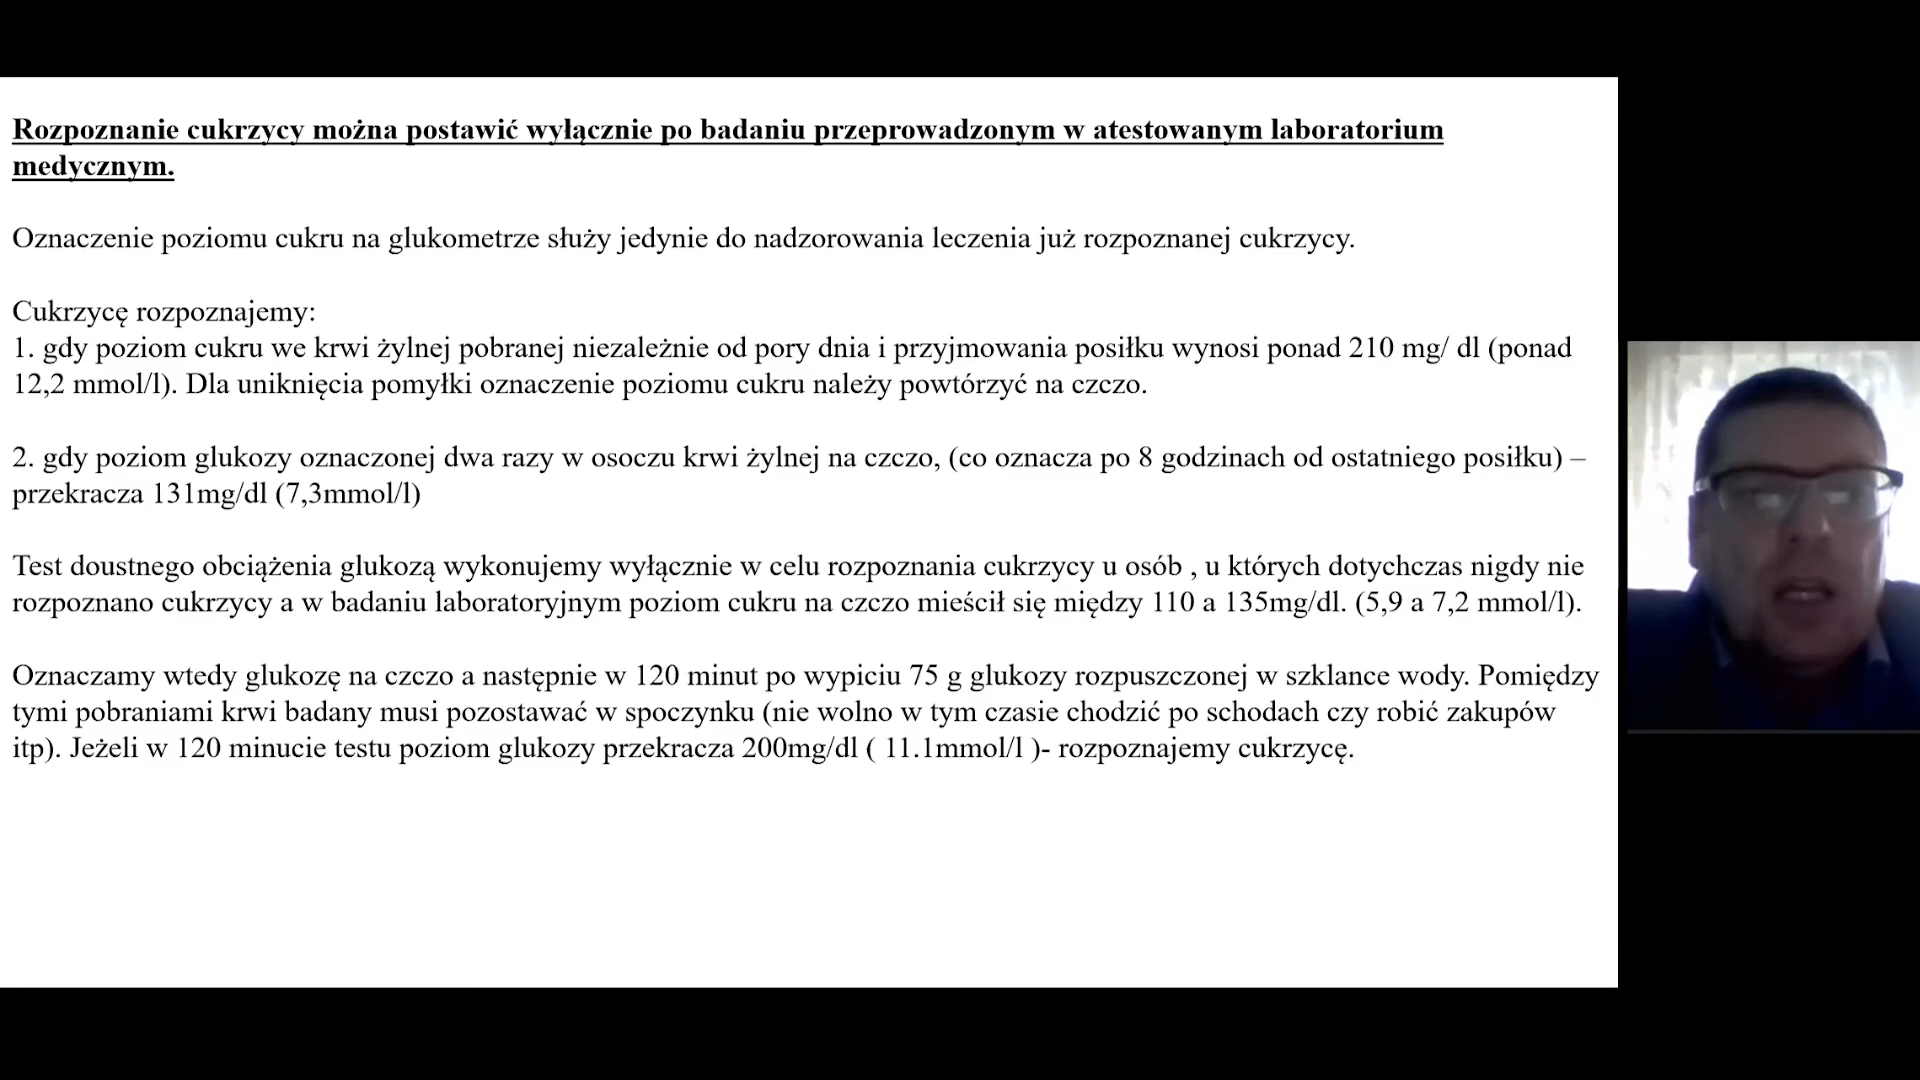 Rozpoznanie cukrzycy można postawić wyłącznie po badaniu przeprowadzonym w atestowanym laboratorium
medycznym.
Oznaczenie poziomu cukru na glukometrze służy jedynie do nadzorowania leczenia już rozpoznanej cukrzycy.
Cukrzycę rozpoznajemy:
1. gdy poziom cukru we krwi żylnej pobranej niezależnie od pory dnia i przyjmowania posiłku wynosi ponad 210 mg/ dl (ponad
12,2 mmol/l). Dla uniknięcia pomyłki oznaczenie poziomu cukru należy powtórzyć na czczo.
2. gdy poziom glukozy oznaczonej dwa razy w osoczu krwi żylnej na czczo, (co oznacza po 8 godzinach od ostatniego posiłku) –
przekracza 131mg/dl (7,3mmol/l)
Test doustnego obciążenia glukozą wykonujemy wyłącznie w celu rozpoznania cukrzycy u osób , u których dotychczas nigdy nie
rozpoznano cukrzycy a w badaniu laboratoryjnym poziom cukru na czczo mieścił się między 110 a 135mg/dl. (5,9 a 7,2 mmol/l).
Oznaczamy wtedy glukozę na czczo a następnie w 120 minut po wypiciu 75 g glukozy rozpuszczonej w szklance wody. Pomiędzy
tymi pobraniami krwi badany musi pozostawać w spoczynku (nie wolno w tym czasie chodzić po schodach czy robić zakupów
itp). Jeżeli w 120 minucie testu poziom glukozy przekracza 200mg/dl ( 11.1mmol/l )- rozpoznajemy cukrzycę.